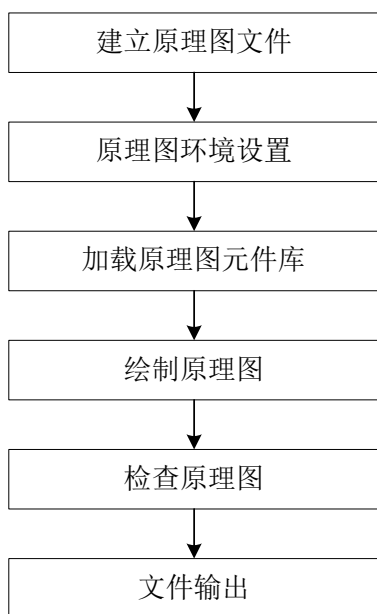 建立原理图文件
原理图环境设置
加载原理图元件库
绘制原理图
检查原理图
文件输出